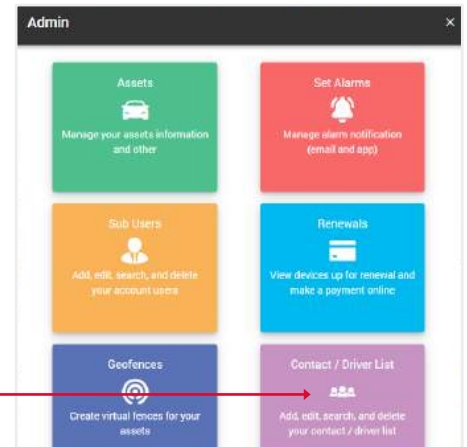 Admin
×
Assets
Manage your assets information
and other
Set Alarms
Manage alarm notification
(email and app)
Sub Users
Add, edit, search, and delete
your account users
Renewals
View devices up for renewal and
make a payment online
Geofences
Create virtual fences for your
assets
Contact / Driver List
Add, edit, search, and delete
your contact / driver list